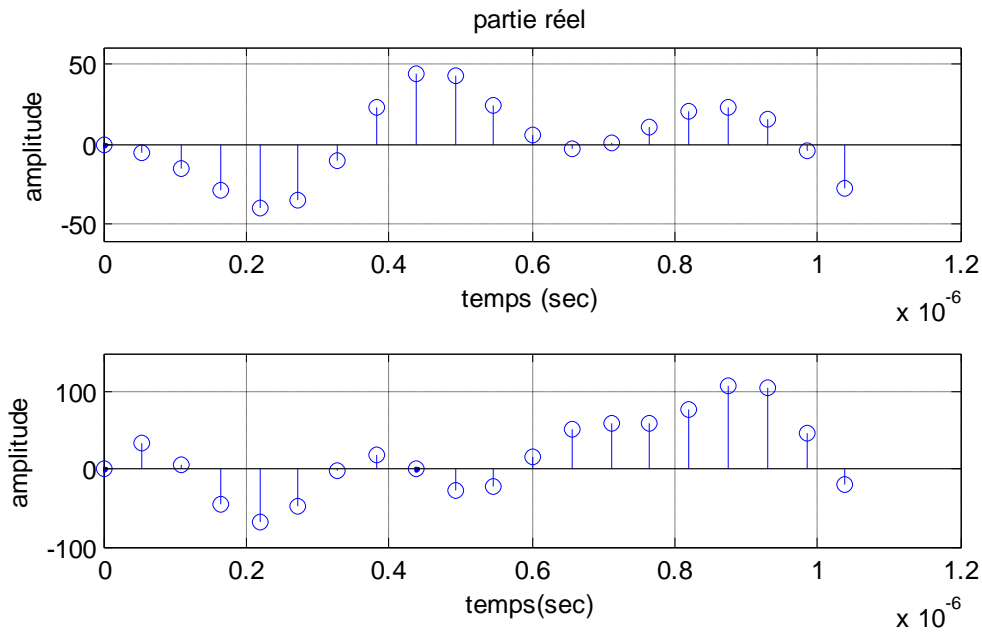 partie réel
amplitude
50
0
-50
0 0.2 0.4 0.6 0.8 1 1.2
temps (sec)
x 10^-6
amplitude
100
0
-100
0 0.2 0.4 0.6 0.8 1 1.2
temps(sec)
x 10^-6